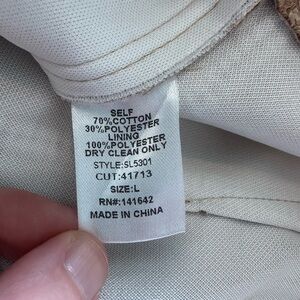 SELF
70%COTTON
30%POLYESTER
LINING
100%POLYESTER
DRY CLEAN ONLY
STYLE:SL5301
CUT:41713
SIZE:L
RN#:141642
MADE IN CHINA